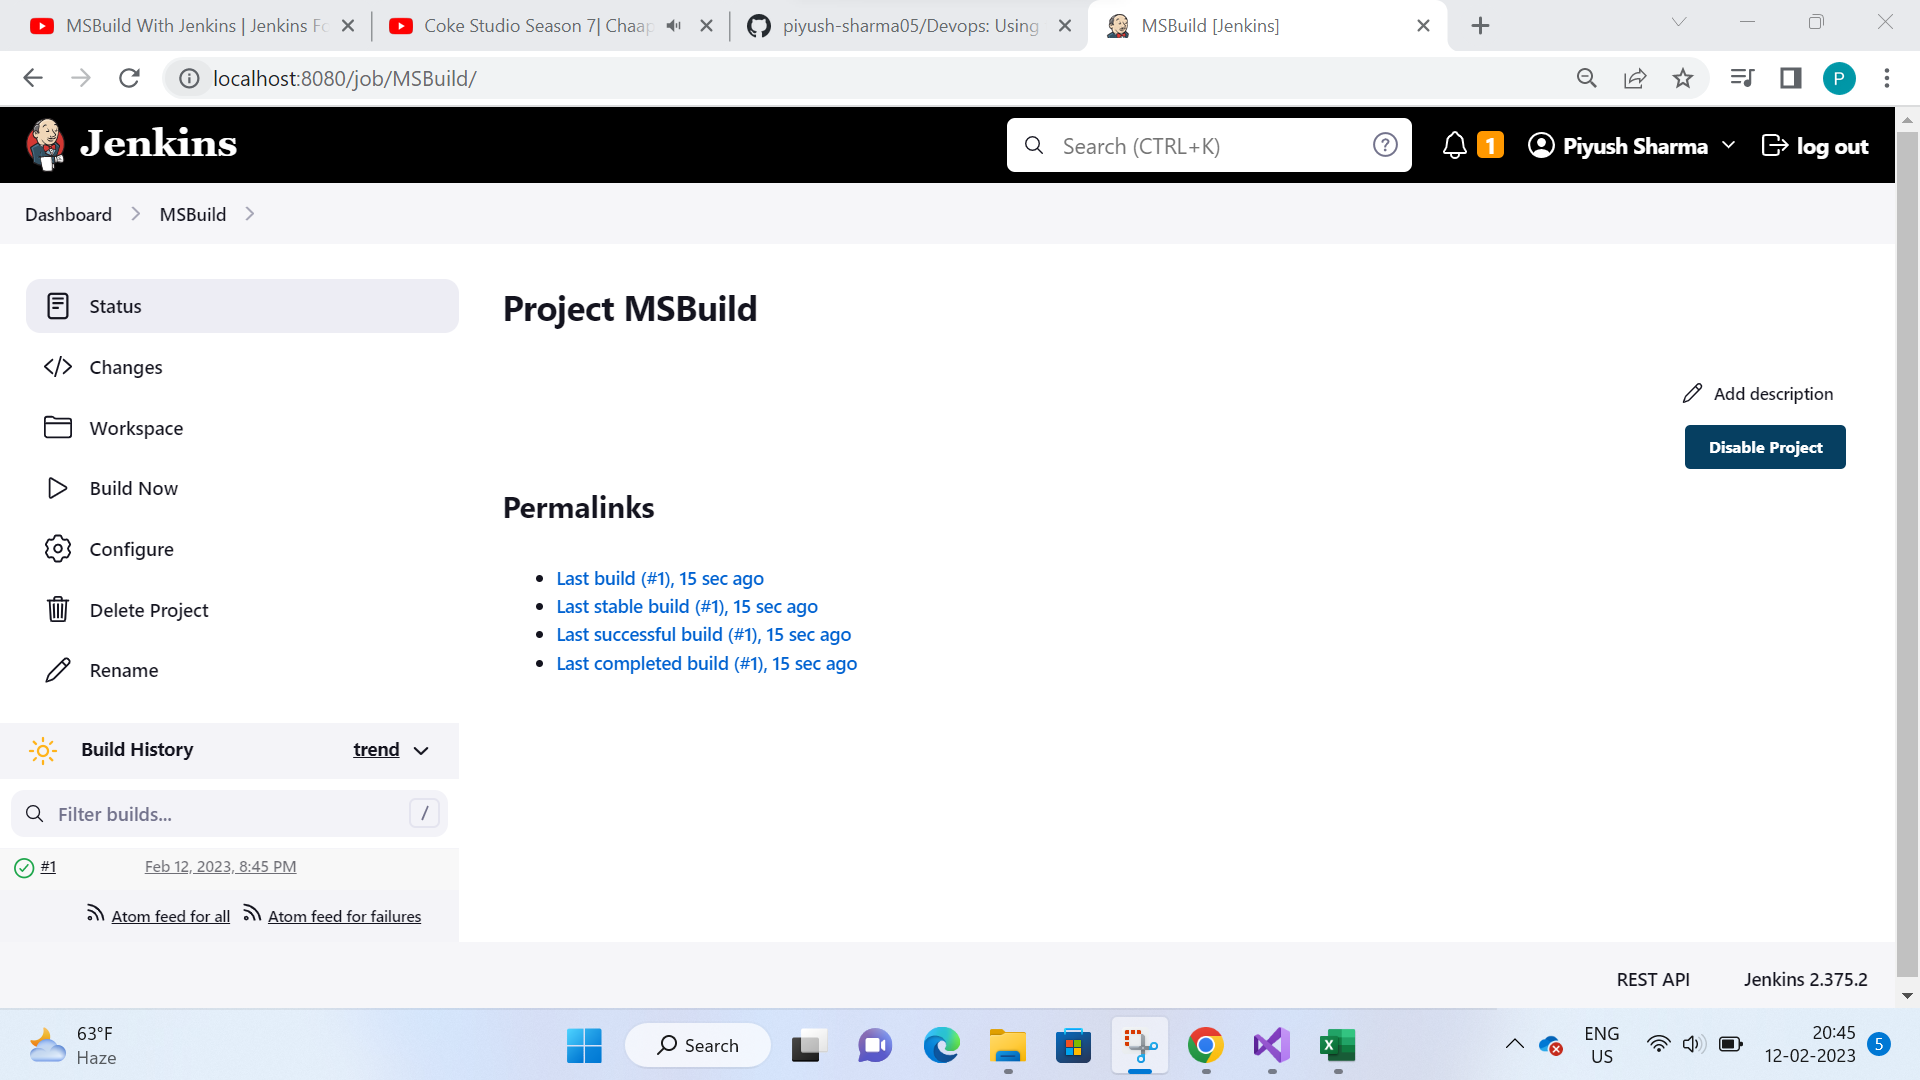 MSBuild With Jenkins | Jenkins Fo
Coke Studio Season 7| Chaap
piyush-sharma05/Devops: Using
MSBuild [Jenkins]
localhost:8080/job/MSBuild/
P
Jenkins
Search (CTRL+K)
?
1
Piyush Sharma
log out
Dashboard
MSBuild
Status
Changes
Workspace
Build Now
Configure
Delete Project
Rename
Build History
trend
Filter builds...
/
#1
Feb 12, 2023, 8:45 PM
Atom feed for all
Atom feed for failures
Project MSBuild
Add description
Disable Project
Permalinks
Last build (#1), 15 sec ago
Last stable build (#1), 15 sec ago
Last successful build (#1), 15 sec ago
Last completed build (#1), 15 sec ago
REST API
Jenkins 2.375.2
63°F
Haze
Search
X
ENG
US
20:45
12-02-2023
5